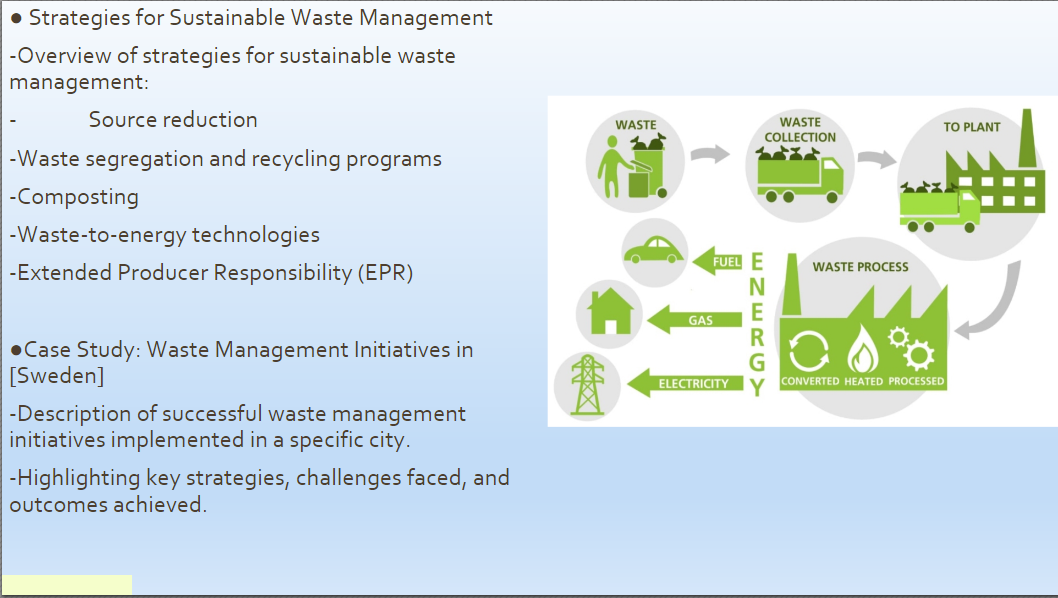 ● Strategies for Sustainable Waste Management
-Overview of strategies for sustainable waste
management:
- Source reduction
-Waste segregation and recycling programs
-Composting
-Waste-to-energy technologies
-Extended Producer Responsibility (EPR)
●Case Study: Waste Management Initiatives in
[Sweden]
-Description of successful waste management
initiatives implemented in a specific city.
-Highlighting key strategies, challenges faced, and
outcomes achieved.
WASTE
WASTE
COLLECTION
TO PLANT
WASTE PROCESS
CONVERTED HEATED PROCESSED
ENERGY
FUEL
GAS
ELECTRICITY